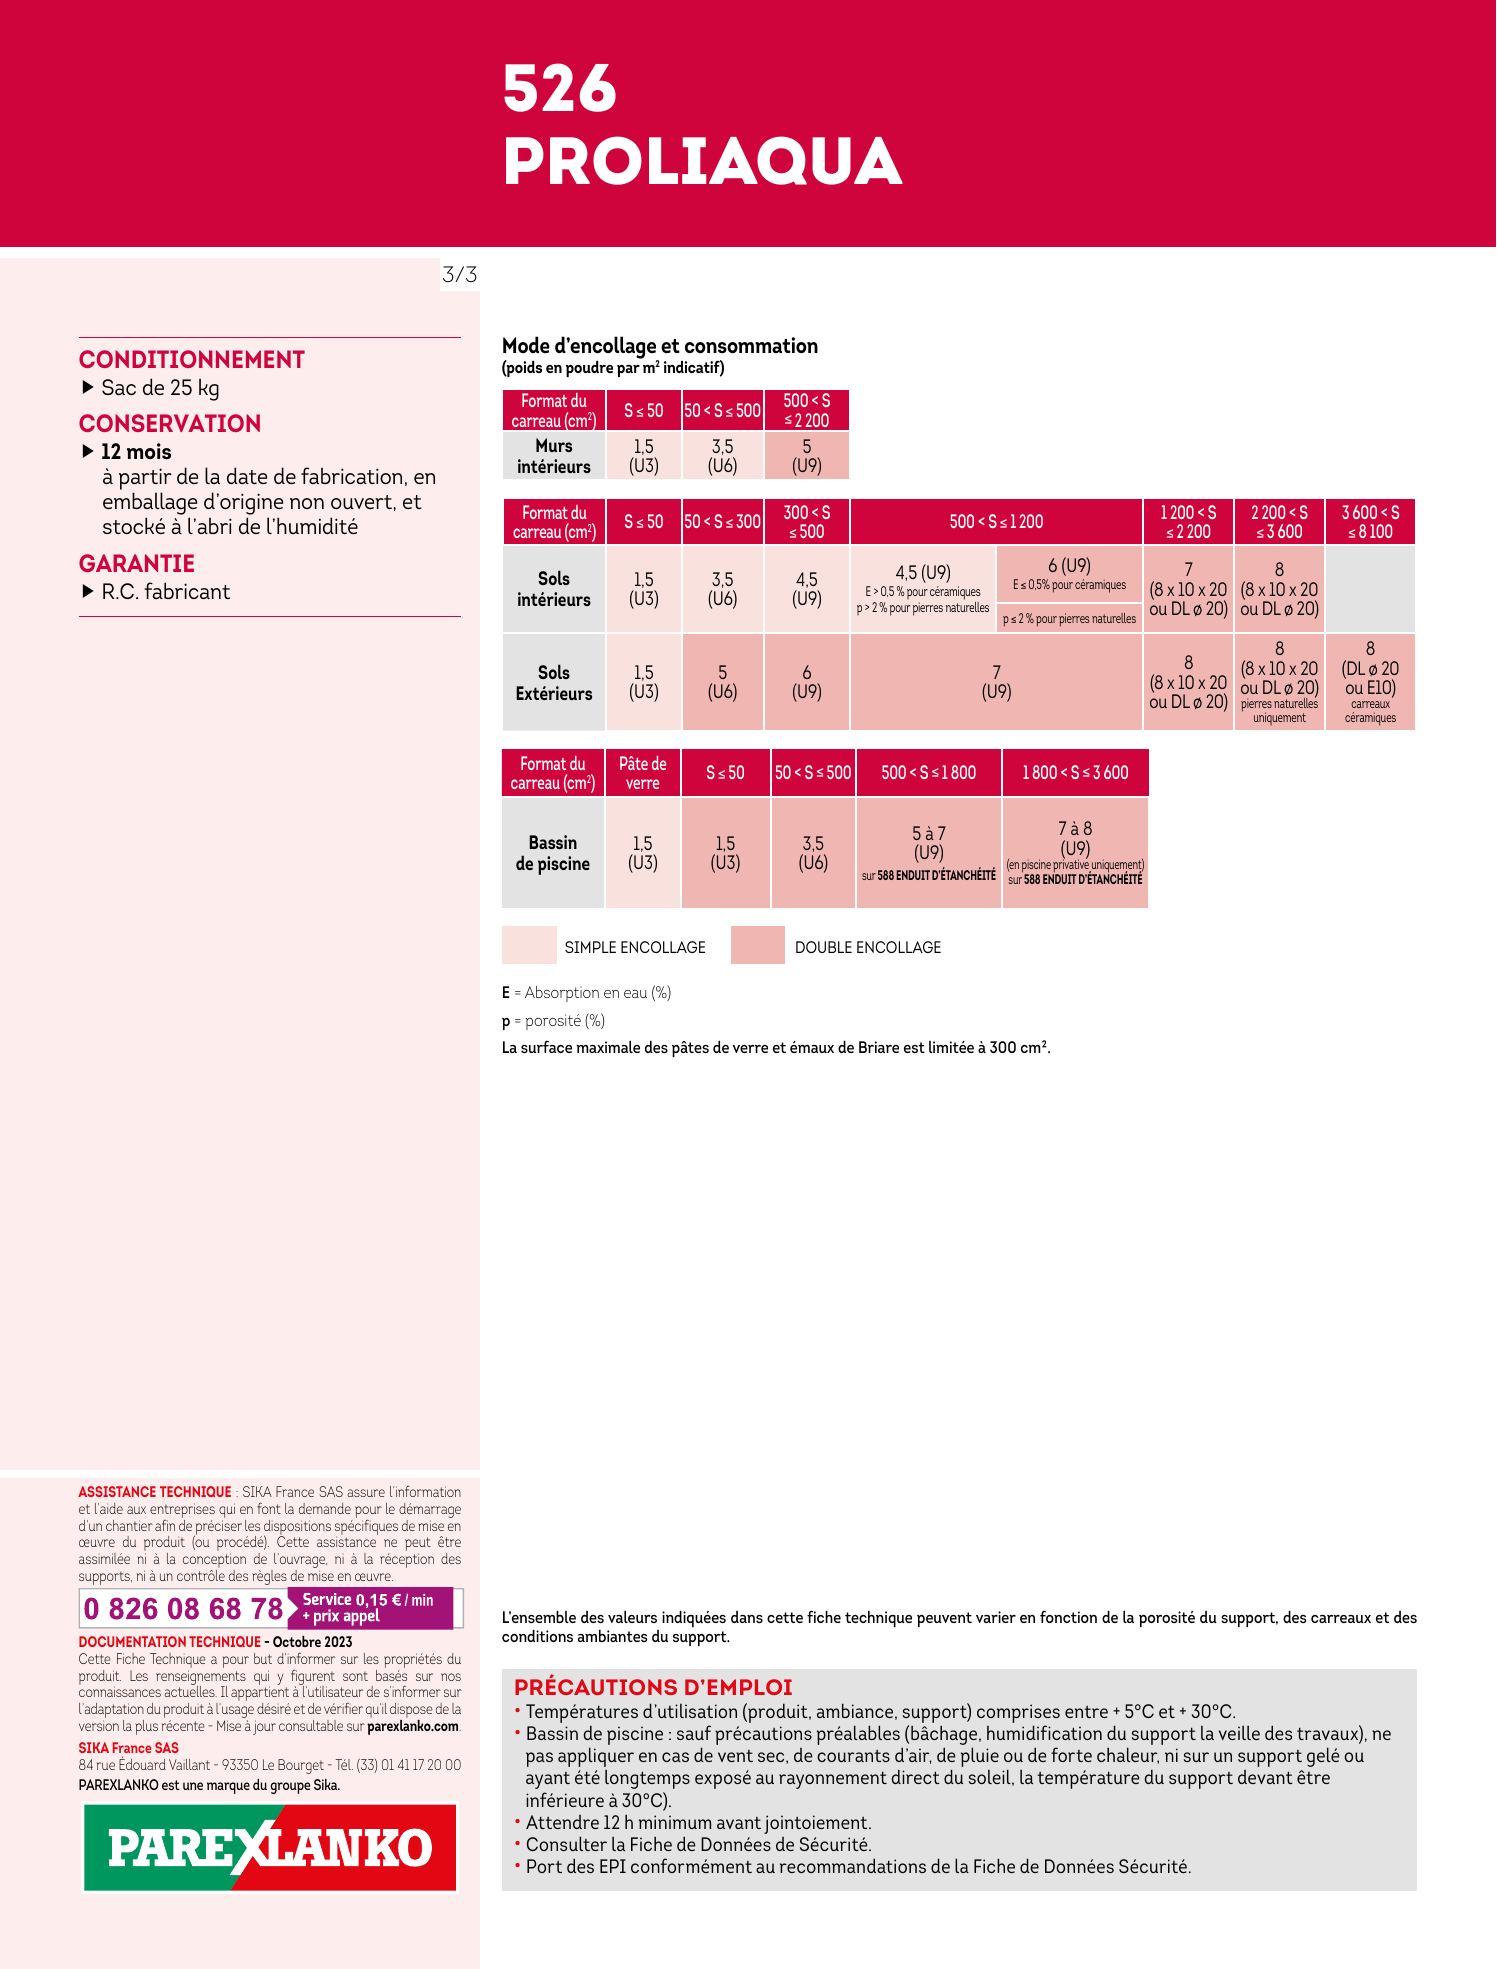 526
PROLIAQUA
3/3
CONDITIONNEMENT
Sac de 25 kg
CONSERVATION
12 mois
à partir de la date de fabrication, en
emballage d'origine non ouvert, et
stocké à l'abri de l'humidité
GARANTIE
R.C. fabricant
Mode d'encollage et consommation
(poids en poudre par m² indicatif)
Format du carreau (cm²) S ≤ 50 50 < S ≤ 500 500 < S ≤ 2 200
Murs intérieurs 1,5 (U3) 3,5 (U6) 5 (U9)
Format du carreau (cm²) S ≤ 50 50 < S ≤ 300 300 < S ≤ 500 500 < S ≤ 1 200 1 200 < S ≤ 2 200 2 200 < S ≤ 3 600 3 600 < S ≤ 8 100
Sols intérieurs 1,5 (U3) 3,5 (U6) 4,5 (U9) 4,5 (U9) E > 0,5 % pour céramiques p > 2 % pour pierres naturelles 6 (U9) E ≤ 0,5% pour céramiques p ≤ 2 % pour pierres naturelles 7 (8 x 10 x 20 ou DL ø 20) 8 (8 x 10 x 20 ou DL ø 20)
Sols Extérieurs 1,5 (U3) 5 (U6) 6 (U9) 7 (U9) 8 (8 x 10 x 20 ou DL ø 20) 8 (8 x 10 x 20 ou DL ø 20) pierres naturelles uniquement 8 (DL ø 20 ou E10) carreaux céramiques
Format du carreau (cm²) Pâte de verre S ≤ 50 50 < S ≤ 500 500 < S ≤ 1 800 1 800 < S ≤ 3 600
Bassin de piscine 1,5 (U3) 1,5 (U3) 3,5 (U6) 5 à 7 (U9) sur 588 ENDUIT D'ÉTANCHÉITÉ 7 à 8 (U9) (en piscine privative uniquement) sur 588 ENDUIT D'ÉTANCHÉITÉ
SIMPLE ENCOLLAGE DOUBLE ENCOLLAGE
E = Absorption en eau (%)
p = porosité (%)
La surface maximale des pâtes de verre et émaux de Briare est limitée à 300 cm².
ASSISTANCE TECHNIQUE : SIKA France SAS assure l'information
et l'aide aux entreprises qui en font la demande pour le démarrage
d'un chantier afin de préciser les dispositions spécifiques de mise en
œuvre du produit (ou procédé). Cette assistance ne peut être
assimilée ni à la conception de l'ouvrage, ni à la réception des
supports, ni à un contrôle des règles de mise en œuvre.
0 826 08 68 78 Service 0,15 € / min
+ prix appel
DOCUMENTATION TECHNIQUE - Octobre 2023
Cette Fiche Technique a pour but d'informer sur les propriétés du
produit. Les renseignements qui y figurent sont basés sur nos
connaissances actuelles. Il appartient à l'utilisateur de s'informer sur
l'adaptation du produit à l'usage désiré et de vérifier qu'il dispose de la
version la plus récente - Mise à jour consultable sur parexlanko.com.
SIKA France SAS
84 rue Édouard Vaillant - 93350 Le Bourget - Tél. (33) 01 41 17 20 00
PAREXLANKO est une marque du groupe Sika.
PAREXLANKO
L'ensemble des valeurs indiquées dans cette fiche technique peuvent varier en fonction de la porosité du support, des carreaux et des
conditions ambiantes du support.
PRÉCAUTIONS D'EMPLOI
• Températures d'utilisation (produit, ambiance, support) comprises entre + 5°C et + 30°C.
• Bassin de piscine : sauf précautions préalables (bâchage, humidification du support la veille des travaux), ne
pas appliquer en cas de vent sec, de courants d'air, de pluie ou de forte chaleur, ni sur un support gelé ou
ayant été longtemps exposé au rayonnement direct du soleil, la température du support devant être
inférieure à 30°C).
• Attendre 12 h minimum avant jointoiement.
• Consulter la Fiche de Données de Sécurité.
• Port des EPI conformément au recommandations de la Fiche de Données Sécurité.